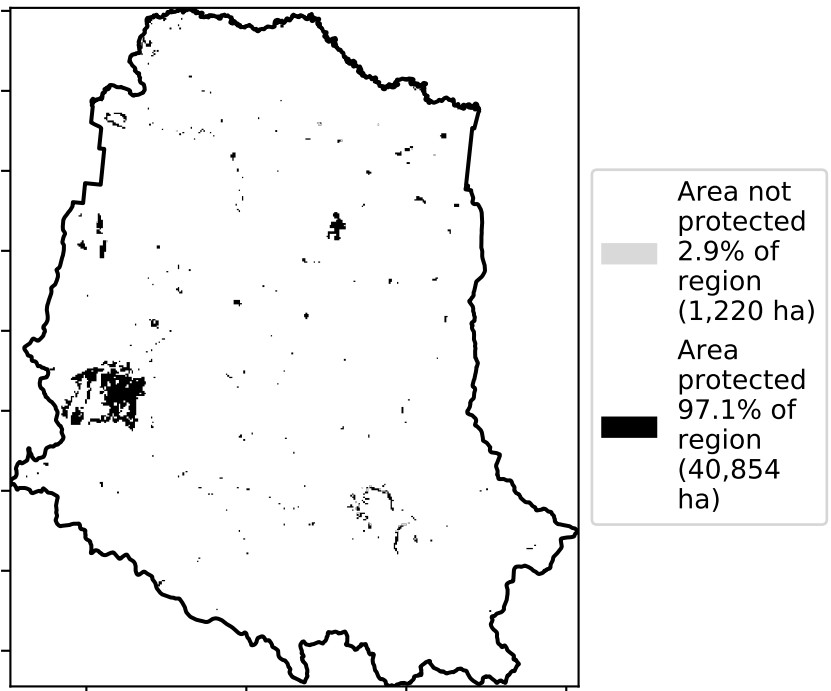 Area not
protected
2.9% of
region
(1,220 ha)
Area
protected
97.1% of
region
(40,854
ha)